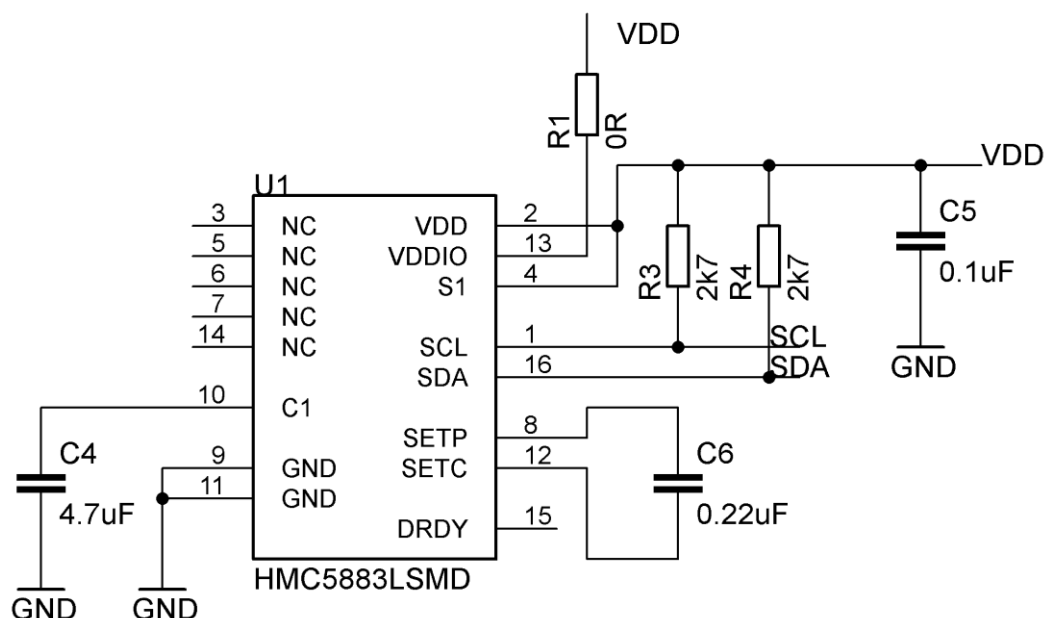 VDD
R1
0R
VDD
U1
3 NC VDD 2
5 NC VDDIO 13
6 NC S1 4
7 NC
14 NC SCL 1 SCL
SDA 16 SDA
R3
2k7
R4
2k7
C5
0.1uF
GND
10 C1
SETP 8
9 GND SETC 12
11 GND
DRDY 15
C4
4.7uF
C6
0.22uF
HMC5883LSMD
GND
GND